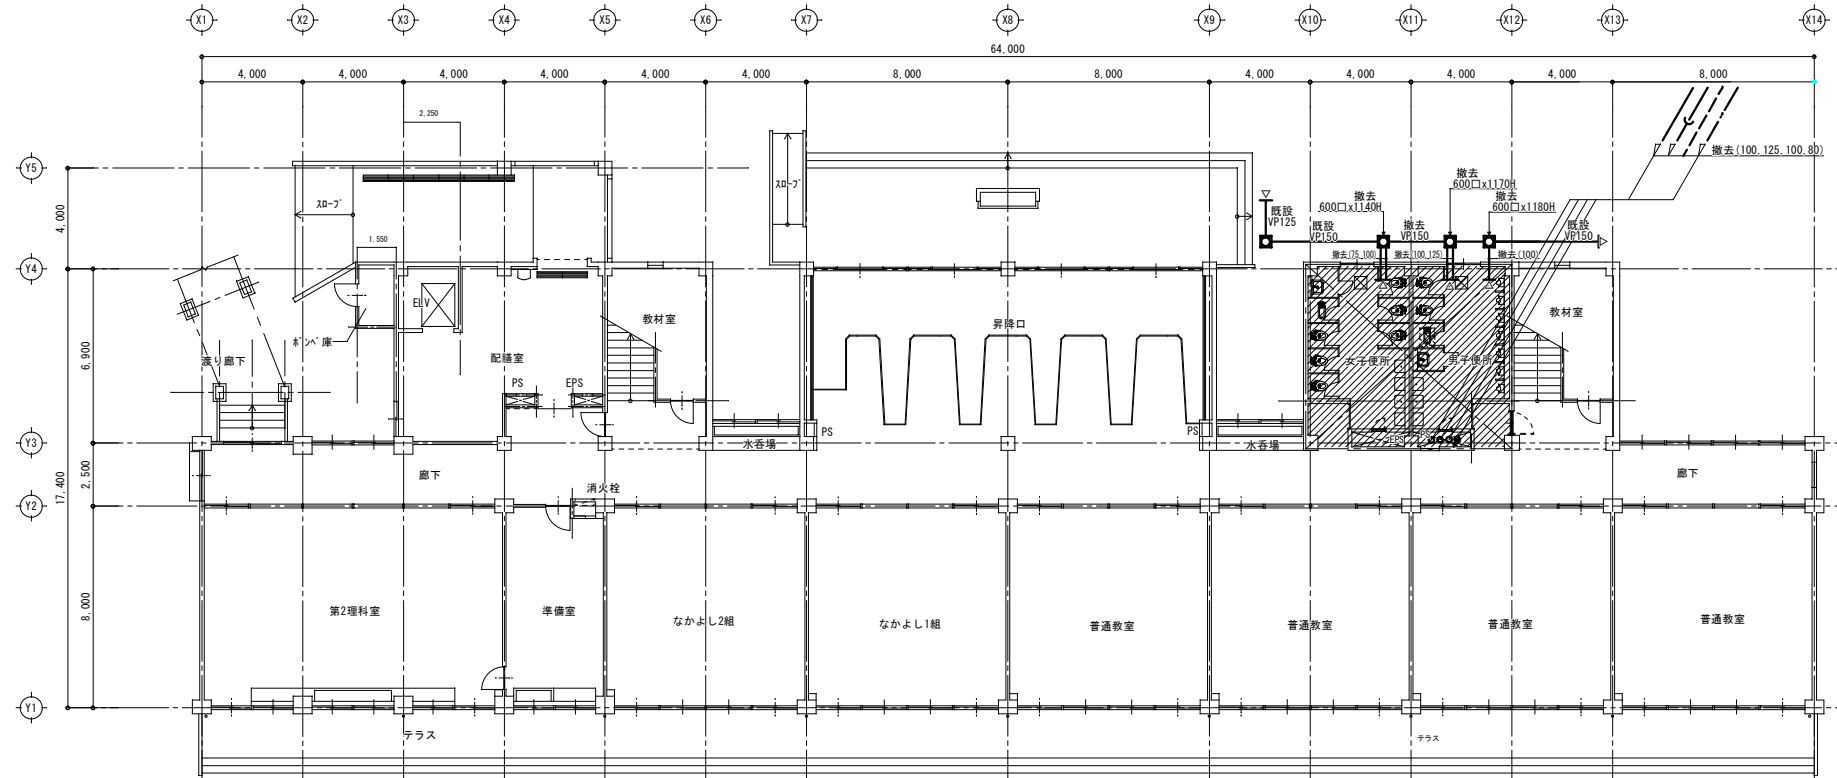 X1 X2 X3 X4 X5 X6 X7 X8 X9 X10 X11 X12 X13 X14
64,000
4,000 4,000 4,000 4,000 4,000 4,000 8,000 8,000 4,000 4,000 4,000 4,000 8,000
2,250
撤去(100,125,100,80)
Y5
撤去
600□x1170H
撤去
600□x1140H
撤去
600□x1180H
スロープ
スロープ
既設
VP125
既設
VP150
撤去
VP150
既設
VP150
4,000
1,550
撤去(75,100)
撤去(100,125)
撤去(100)
Y4
ELV
教材室
昇降口
教材室
ボンベ庫
渡り廊下
配膳室
女子便所
男子便所
6,900
PS
EPS
PS
PS
Y3
水呑場
水呑場
EPS
廊下
廊下
2,500
17,400
消火栓
Y2
8,000
第2理科室
準備室
なかよし2組
なかよし1組
普通教室
普通教室
普通教室
普通教室
Y1
テラス
テラス